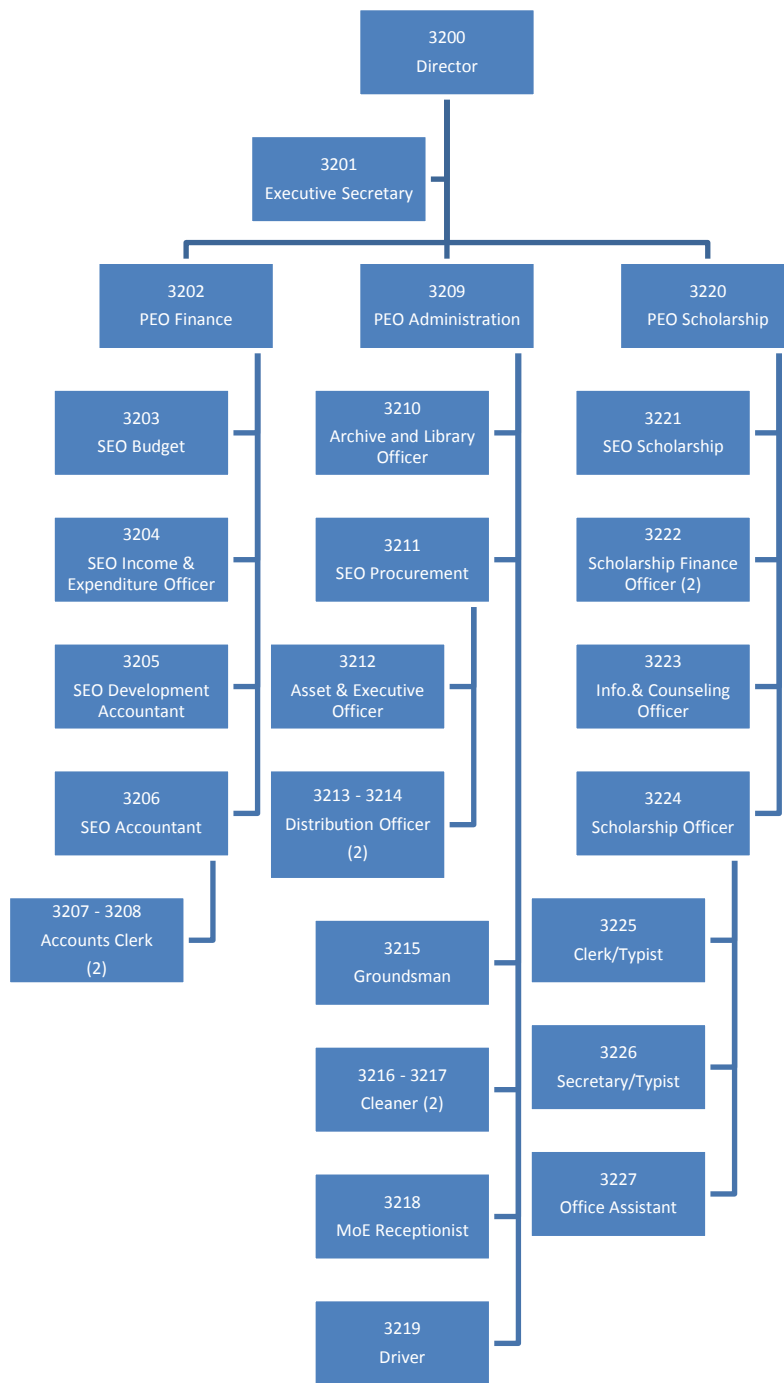 3200
Director
3201
Executive Secretary
3202
PEO Finance
3209
PEO Administration
3220
PEO Scholarship
3203
SEO Budget
3204
SEO Income &
Expenditure Officer
3205
SEO Development
Accountant
3206
SEO Accountant
3207 - 3208
Accounts Clerk
(2)
3210
Archive and Library
Officer
3211
SEO Procurement
3212
Asset & Executive
Officer
3213 - 3214
Distribution Officer
(2)
3215
Groundsman
3216 - 3217
Cleaner (2)
3218
MoE Receptionist
3219
Driver
3221
SEO Scholarship
3222
Scholarship Finance
Officer (2)
3223
Info.& Counseling
Officer
3224
Scholarship Officer
3225
Clerk/Typist
3226
Secretary/Typist
3227
Office Assistant